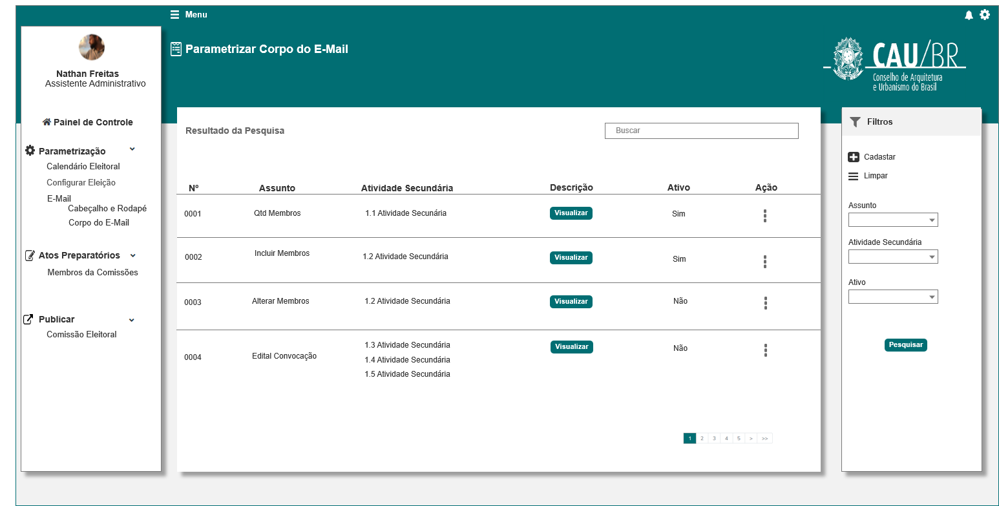 Menu
Parametrizar Corpo do E-Mail
CAU/BR
Conselho de Arquitetura
e Urbanismo do Brasil
Nathan Freitas
Assistente Administrativo
Painel de Controle
Parametrização
Calendário Eleitoral
Configurar Eleição
E-Mail
Cabeçalho e Rodapé
Corpo do E-Mail
Atos Preparatórios
Membros da Comissões
Publicar
Comissão Eleitoral
Resultado da Pesquisa
Buscar
Nº Assunto Atividade Secundária Descrição Ativo Ação
0001 Qtd Membros 1.1 Atividade Secunária Visualizar Sim
0002 Incluir Membros 1.2 Atividade Secundária Visualizar Sim
0003 Alterar Membros 1.2 Atividade Secundária Visualizar Não
0004 Edital Convocação 1.3 Atividade Secundária Visualizar Não
1.4 Atividade Secundária
1.5 Atividade Secundária
1 2 3 4 5 > >>
Filtros
Cadastar
Limpar
Assunto
Atividade Secundária
Ativo
Pesquisar